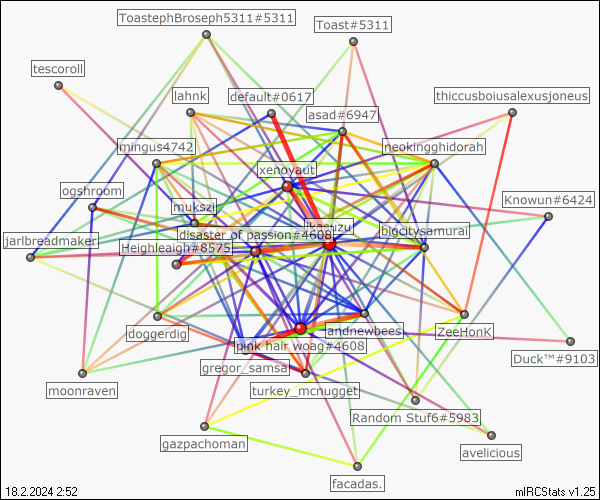 ToastephBroseph5311#5311
Toast#5311
tescoroll
lahnk
default#0617
thiccusboiusalexusjoneus
asad#6947
mingus4742
neokingghidorah
xenoyaut
ogshroom
Knowun#6424
mukszi
ikasuzu
disaster of passion#4608
bigcitysamurai
jarlbreadmaker
Heighleigh#8575
doggerdig
andnewbees
ZeeHonK
pink hair woag#4608
Duck™#9103
gregor_samsa
moonraven
turkey_mcnugget
Random Stuf6#5983
gazpachoman
avelicious
facadas.
18.2.2024 2:52
mIRCStats v1.25